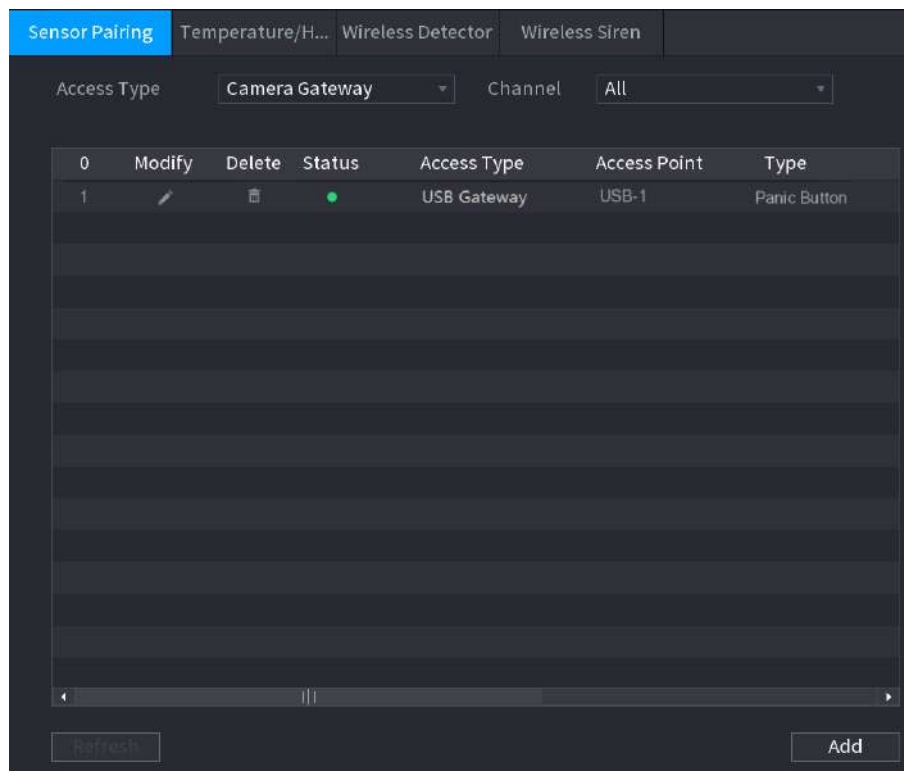 Sensor Pairing Temperature/H... Wireless Detector Wireless Siren
Access Type Camera Gateway Channel All
0 Modify Delete Status Access Type Access Point Type
1 USB Gateway USB-1 Panic Button
Refresh Add